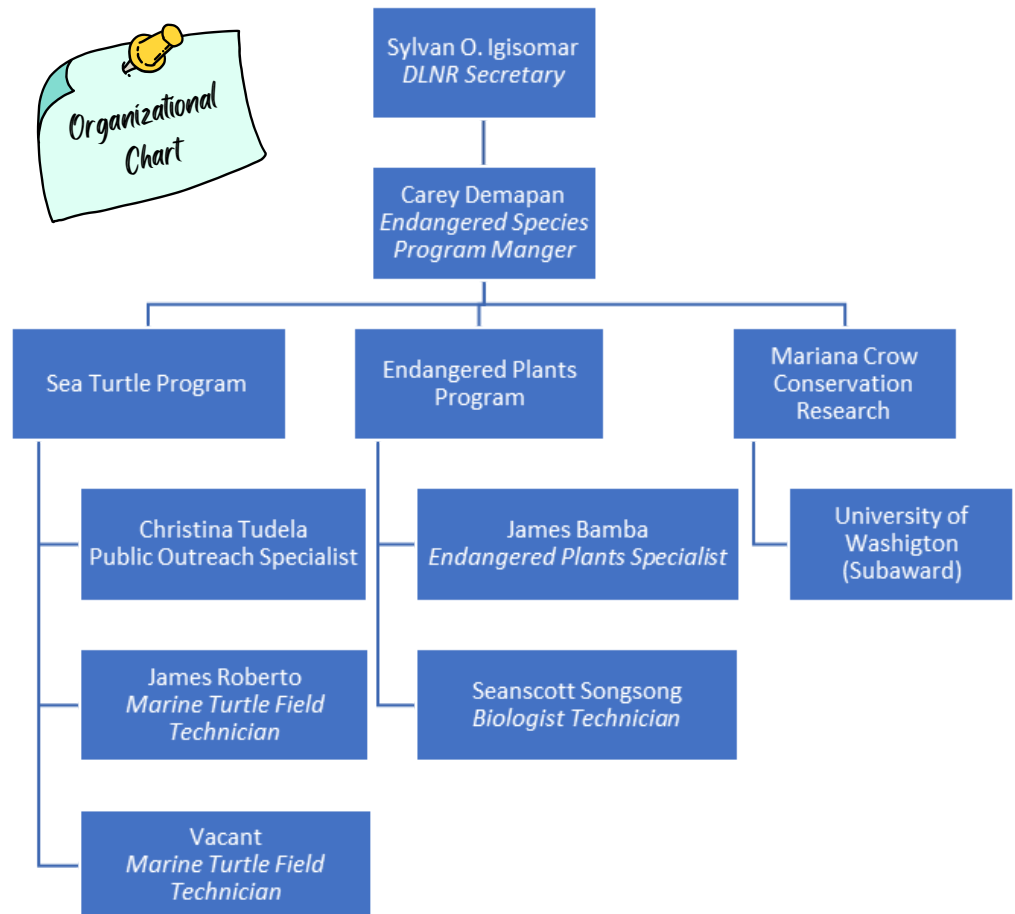 Organizational
Chart
Sylvan O. Igisomar
DLNR Secretary
Carey Demapan
Endangered Species
Program Manger
Sea Turtle Program
Endangered Plants
Program
Mariana Crow
Conservation
Research
Christina Tudela
Public Outreach Specialist
James Bamba
Endangered Plants Specialist
University of
Washigton
(Subaward)
James Roberto
Marine Turtle Field
Technician
Seanscott Songsong
Biologist Technician
Vacant
Marine Turtle Field
Technician